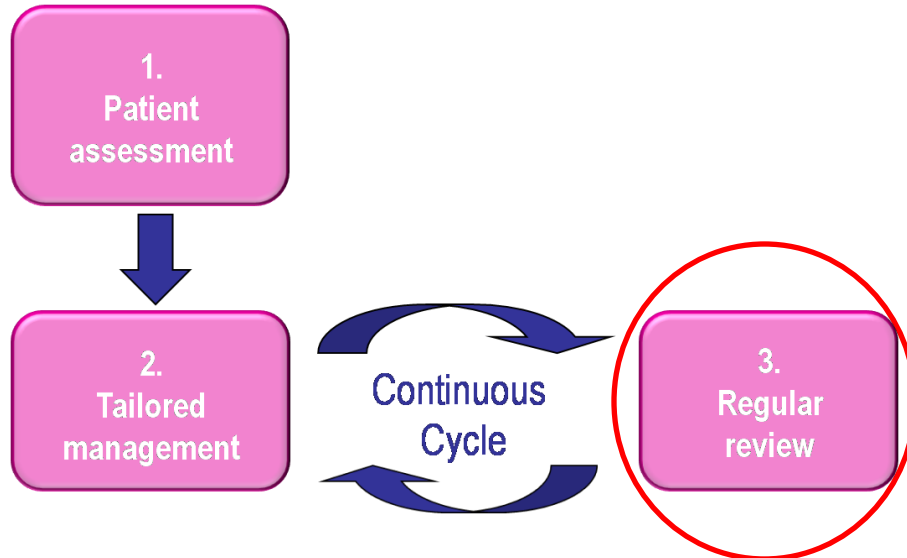 1.
Patient
assessment
2.
Tailored
management
Continuous
Cycle
3.
Regular
review